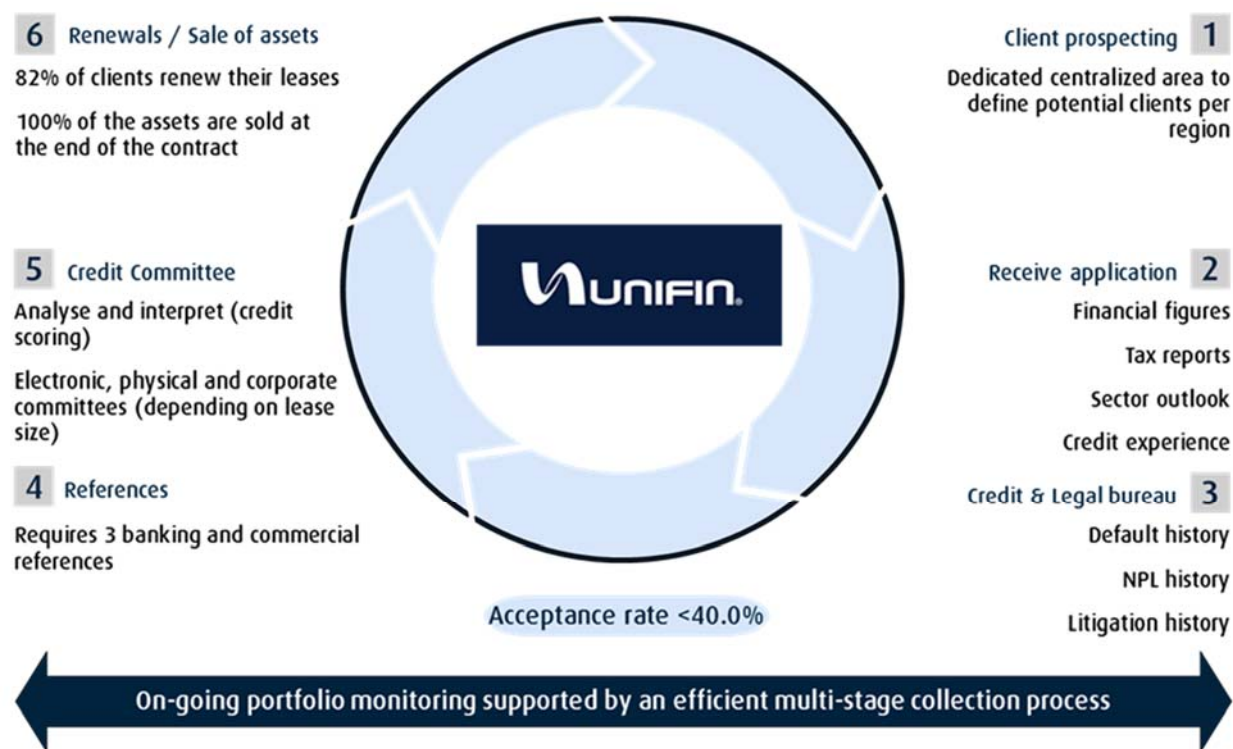 1 Client prospecting
Dedicated centralized area to
define potential clients per
region
2 Receive application
Financial figures
Tax reports
Sector outlook
Credit experience
3 Credit & Legal bureau
Default history
NPL history
Litigation history
4 References
Requires 3 banking and commercial
references
5 Credit Committee
Analyse and interpret (credit
scoring)
Electronic, physical and corporate
committees (depending on lease
size)
6 Renewals / Sale of assets
82% of clients renew their leases
100% of the assets are sold at
the end of the contract
UNIFIN.
Acceptance rate <40.0%
On-going portfolio monitoring supported by an efficient multi-stage collection process